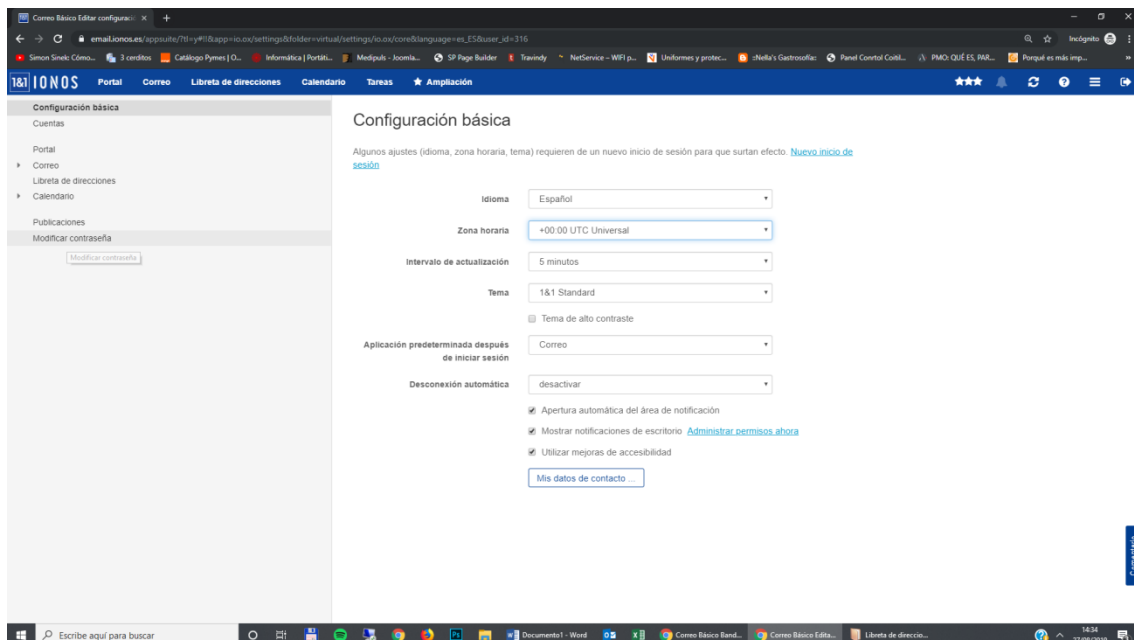 Correo Básico Editar configuraci
email.ionos.es/appsuite/?tl=y#!!&app=io.ox/settings&folder=virtual/settings/io.ox/core&language=es_ES&user_id=316
Incógnito
Simon Sinek: Cómo... 3 cerditos Catálogo Pymes | O... Informática | Portáti... Medipuls - Joomla... SP Page Builder Travindy NetService – WIFI p... Uniformes y protec... :Nella's Gastrosofía: Panel Conrtol Coitil... PMO: QUÉ ES, PAR... Porqué es más imp... »
1&1 IONOS Portal Correo Libreta de direcciones Calendario Tareas Ampliación
Configuración básica
Cuentas
Portal
Correo
Libreta de direcciones
Calendario
Publicaciones
Modificar contraseña
Modificar contraseña
Configuración básica
Algunos ajustes (idioma, zona horaria, tema) requieren de un nuevo inicio de sesión para que surtan efecto. Nuevo inicio de
sesión
Idioma Español
Zona horaria +00:00 UTC Universal
Intervalo de actualización 5 minutos
Tema 1&1 Standard
Tema de alto contraste
Aplicación predeterminada después Correo
de iniciar sesión
Desconexión automática desactivar
Apertura automática del área de notificación
Mostrar notificaciones de escritorio Administrar permisos ahora
Utilizar mejoras de accesibilidad
Mis datos de contacto ...
Comentario
Escribe aquí para buscar
Documento1 - Word
Correo Básico Band...
Correo Básico Edita...
Libreta de direccio...
14:34